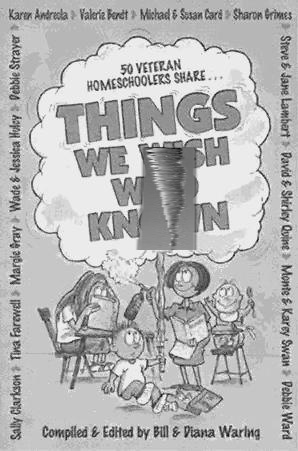 Karen Andreola Valerie Bendt Michael & Susan Card Sharon Grimes
50 VETERAN
HOMESCHOOLERS SHARE...
THINGS
WE WISH
KNOWN
Sally Clarkson Tina Farewell Margie Gray Wade & Jessica Hulcy Debbie Strayer
Steve & Jane Lambert David & Shirley Quine Monte & Karey Swan Debbie Ward
Compiled & Edited by Bill & Diana Waring